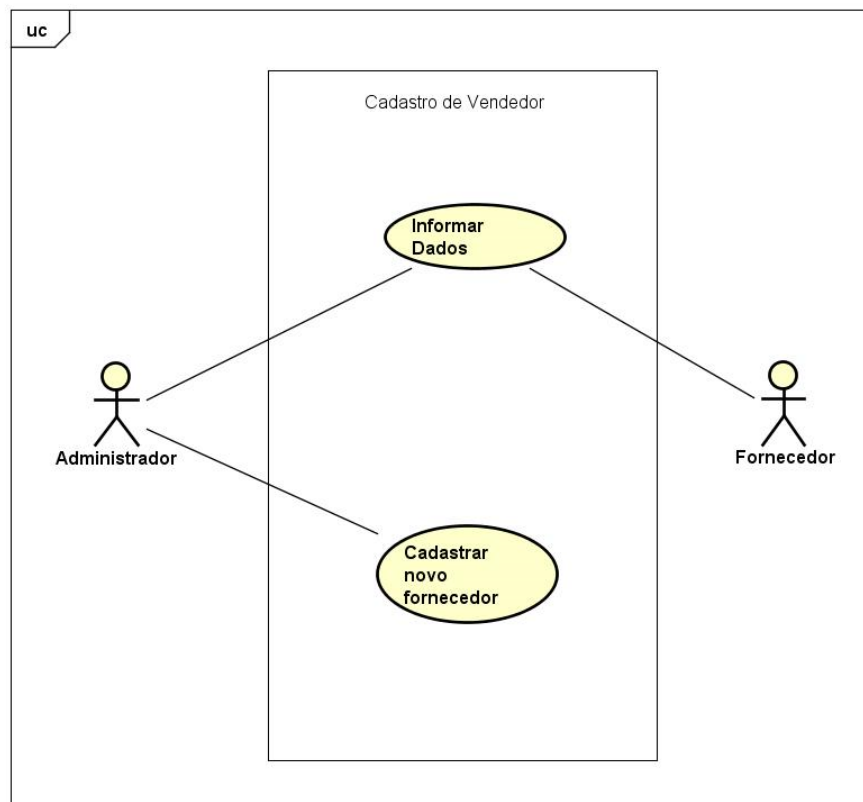 uc
Cadastro de Vendedor
Informar
Dados
Administrador
Fornecedor
Cadastrar
novo
fornecedor